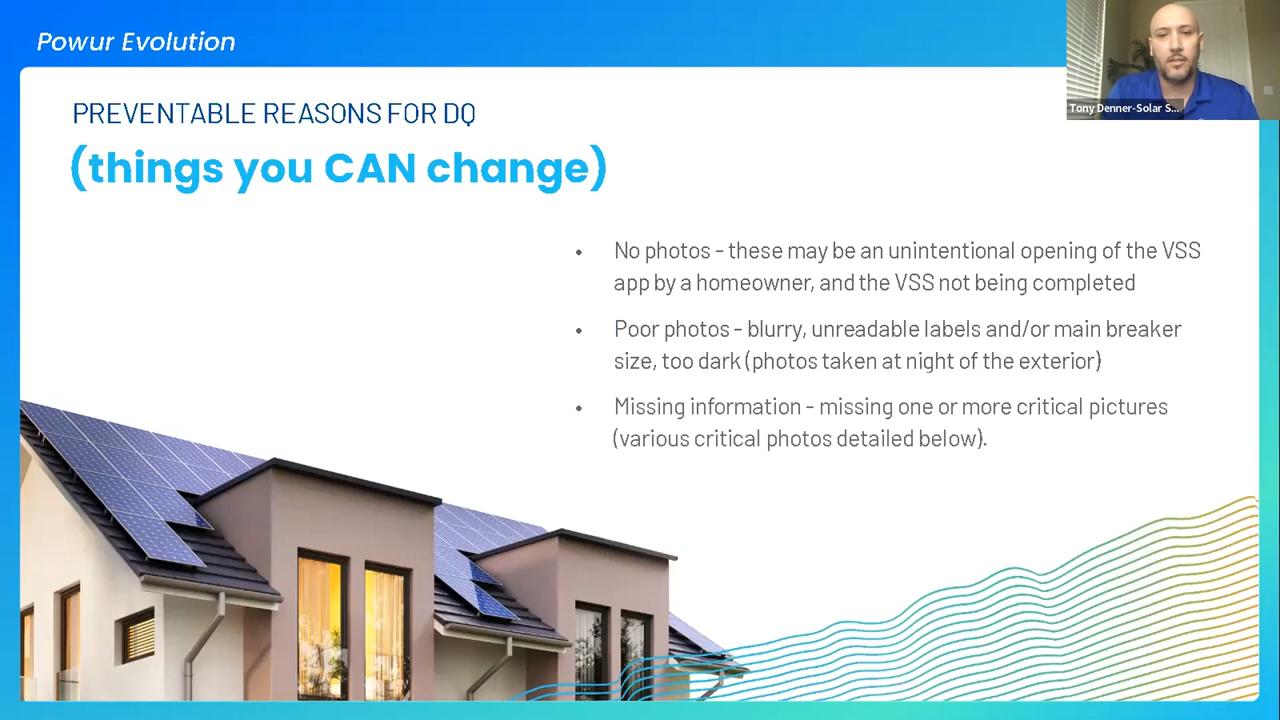 Powur Evolution
Tony Denner-Solar S...
PREVENTABLE REASONS FOR DQ
(things you CAN change)
• No photos - these may be an unintentional opening of the VSS
app by a homeowner, and the VSS not being completed
• Poor photos - blurry, unreadable labels and/or main breaker
size, too dark (photos taken at night of the exterior)
• Missing information - missing one or more critical pictures
(various critical photos detailed below).